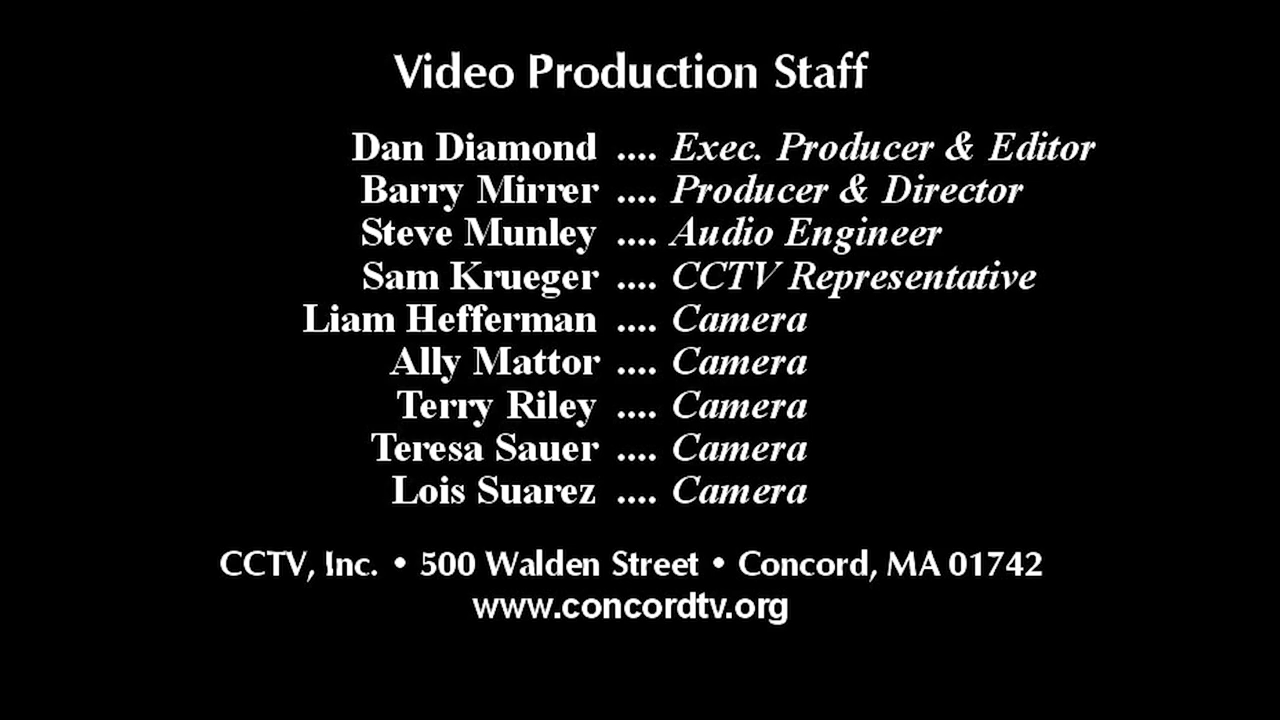 Video Production Staff
Dan Diamond .... Exec. Producer & Editor
Barry Mirrer .... Producer & Director
Steve Munley .... Audio Engineer
Sam Krueger .... CCTV Representative
Liam Hefferman .... Camera
Ally Mattor .... Camera
Terry Riley .... Camera
Teresa Sauer .... Camera
Lois Suarez .... Camera
CCTV, Inc. • 500 Walden Street • Concord, MA 01742
www.concordtv.org